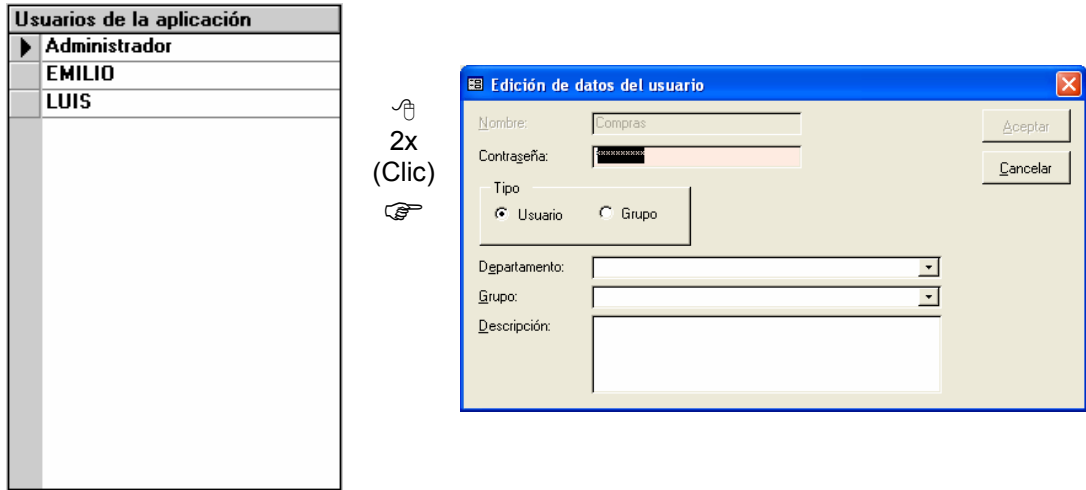 Usuarios de la aplicación
Administrador
EMILIO
LUIS
2x
(Clic)
Edición de datos del usuario
Nombre: Compras
Aceptar
Contraseña: xxxxxxxxxx
Cancelar
Tipo
Usuario Grupo
Departamento:
Grupo:
Descripción: